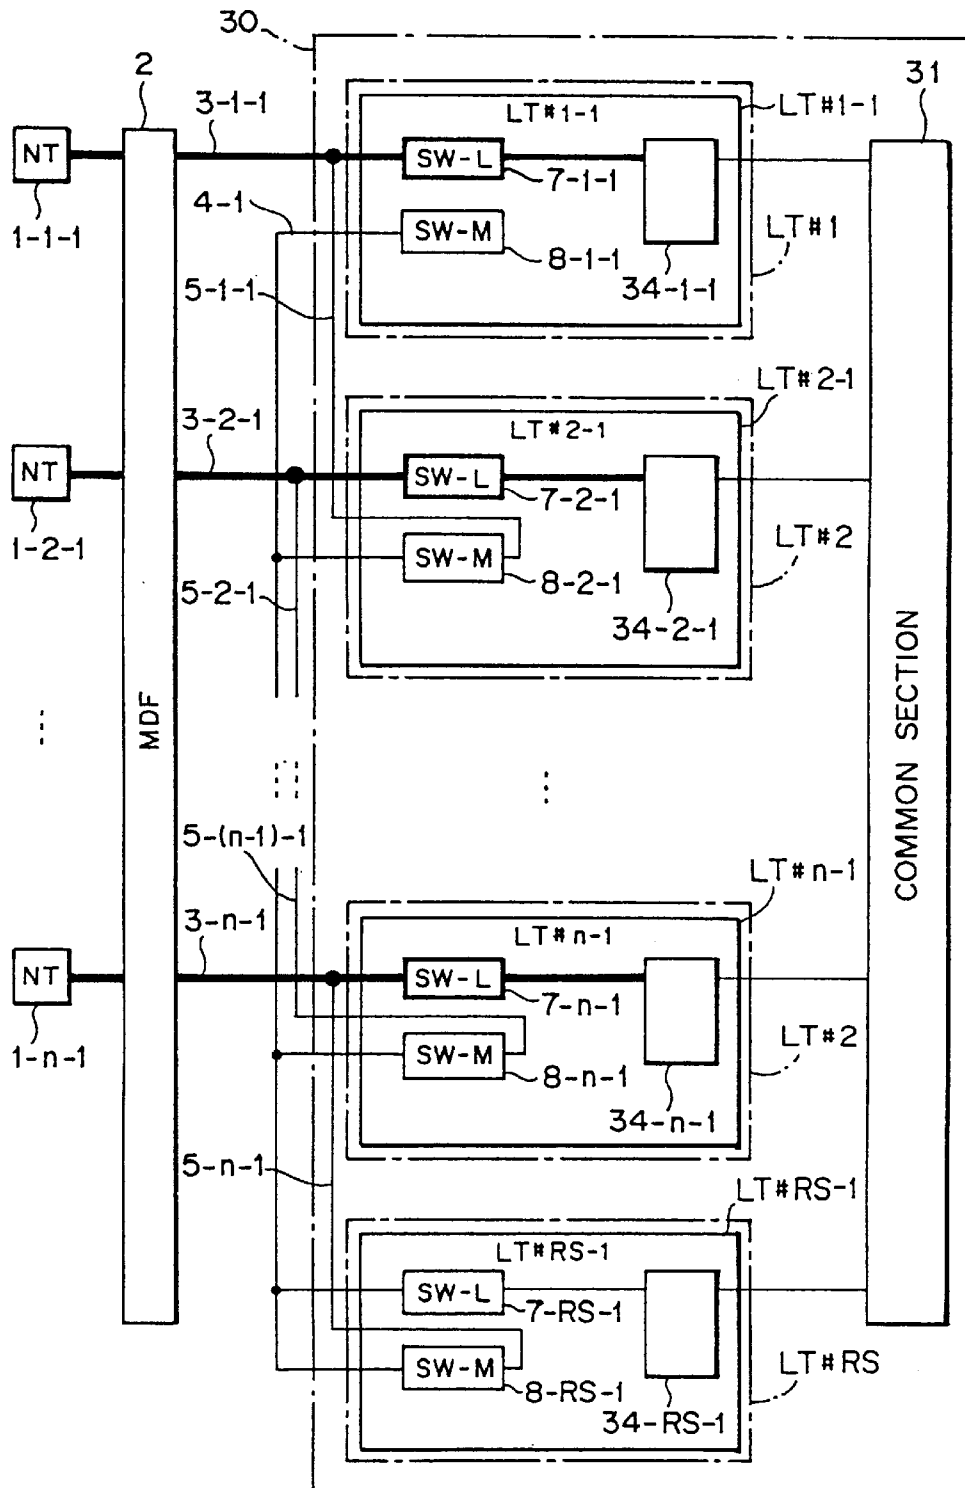 30
2
31
3-1-1
LT#1-1
LT#1-1
NT
SW-L
7-1-1
1-1-1
4-1
SW-M
8-1-1
LT#1
5-1-1
34-1-1
LT#2-1
3-2-1
LT#2-1
NT
SW-L
7-2-1
1-2-1
SW-M
8-2-1
LT#2
5-2-1
34-2-1
MDF
COMMON SECTION
5-(n-1)-1
LT#n-1
3-n-1
LT#n-1
NT
SW-L
7-n-1
1-n-1
SW-M
8-n-1
LT#2
34-n-1
5-n-1
LT#RS-1
LT#RS-1
SW-L
7-RS-1
SW-M
8-RS-1
LT#RS
34-RS-1